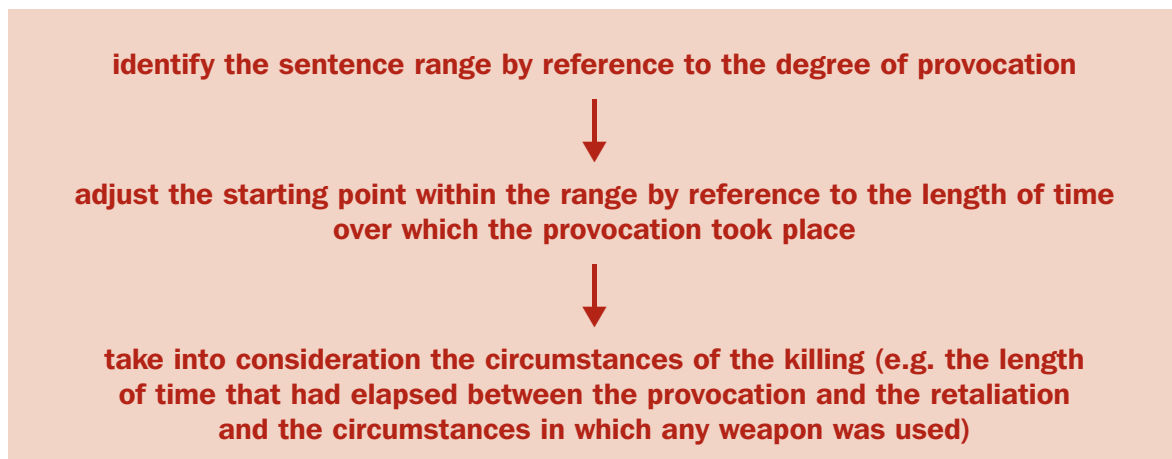 identify the sentence range by reference to the degree of provocation
adjust the starting point within the range by reference to the length of time
over which the provocation took place
take into consideration the circumstances of the killing (e.g. the length
of time that had elapsed between the provocation and the retaliation
and the circumstances in which any weapon was used)